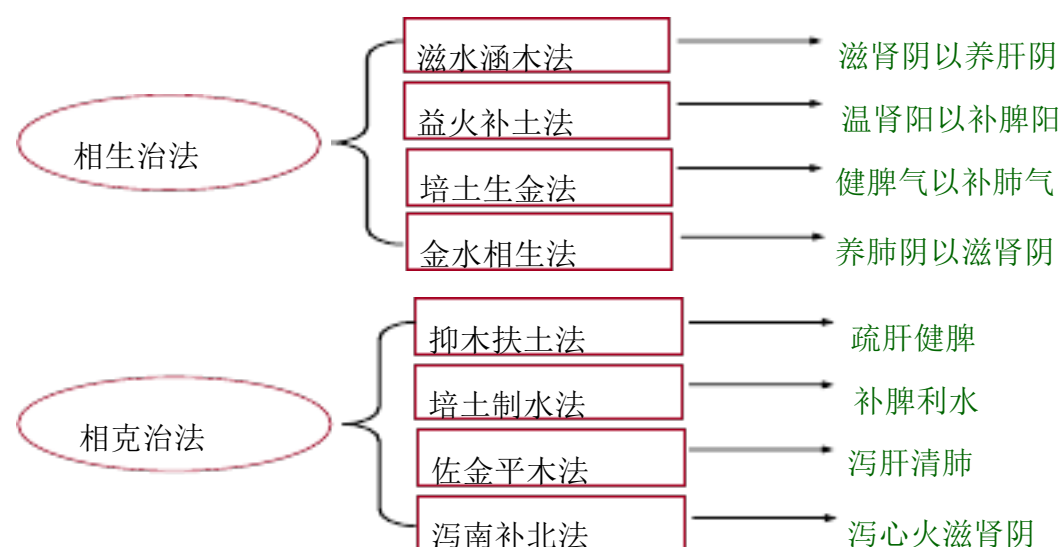 滋水涵木法
滋肾阴以养肝阴
益火补土法
温肾阳以补脾阳
相生治法
培土生金法
健脾气以补肺气
金水相生法
养肺阴以滋肾阴
抑木扶土法
疏肝健脾
培土制水法
补脾利水
相克治法
佐金平木法
泻肝清肺
泻南补北法
泻心火滋肾阴